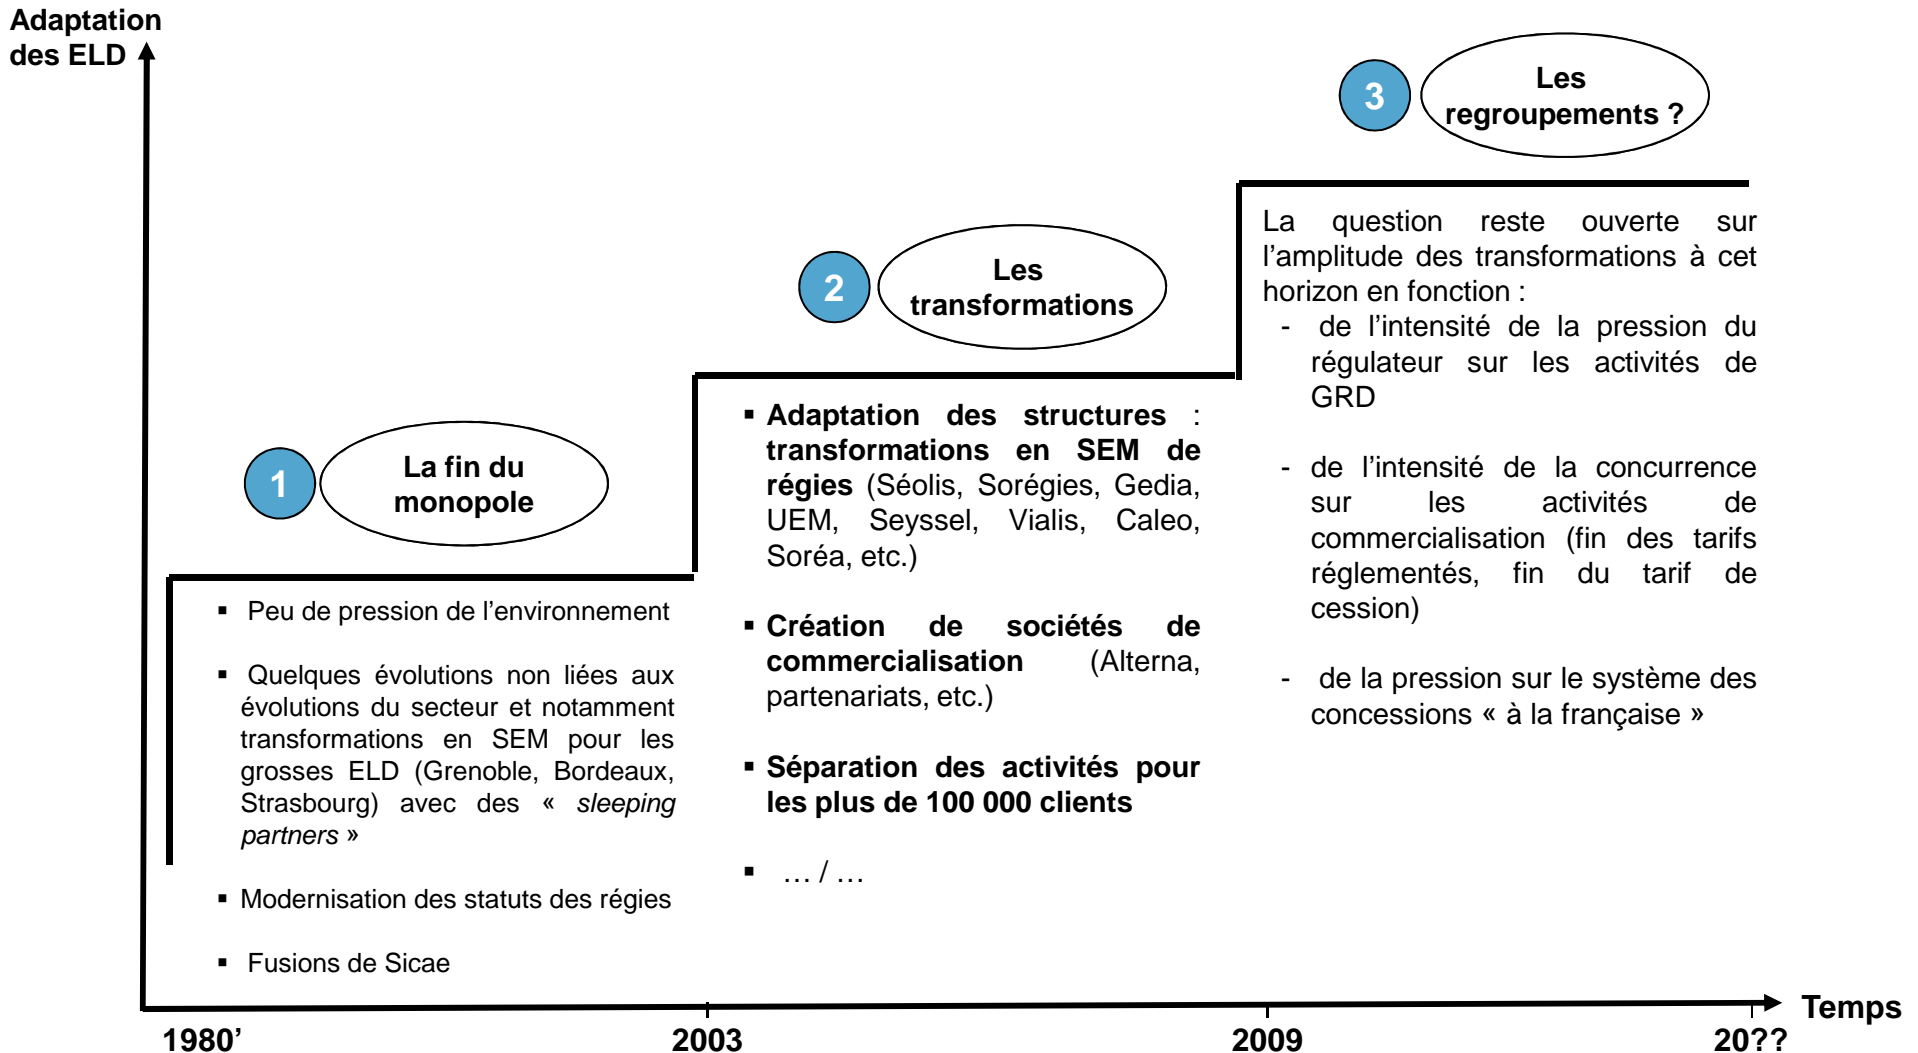 Adaptation
des ELD
1
La fin du
monopole
▪ Peu de pression de l’environnement
▪ Quelques évolutions non liées aux
évolutions du secteur et notamment
transformations en SEM pour les
grosses ELD (Grenoble, Bordeaux,
Strasbourg) avec des « sleeping
partners »
▪ Modernisation des statuts des régies
▪ Fusions de Sicae
2
Les
transformations
▪ Adaptation des structures :
transformations en SEM de
régies (Séolis, Sorégies, Gedia,
UEM, Seyssel, Vialis, Caleo,
Soréa, etc.)
▪ Création de sociétés de
commercialisation (Alterna,
partenariats, etc.)
▪ Séparation des activités pour
les plus de 100 000 clients
▪ … / …
3
Les
regroupements ?
La question reste ouverte sur
l’amplitude des transformations à cet
horizon en fonction :
- de l’intensité de la pression du
régulateur sur les activités de
GRD
- de l’intensité de la concurrence
sur les activités de
commercialisation (fin des tarifs
réglementés, fin du tarif de
cession)
- de la pression sur le système des
concessions « à la française »
Temps
1980’
2003
2009
20??